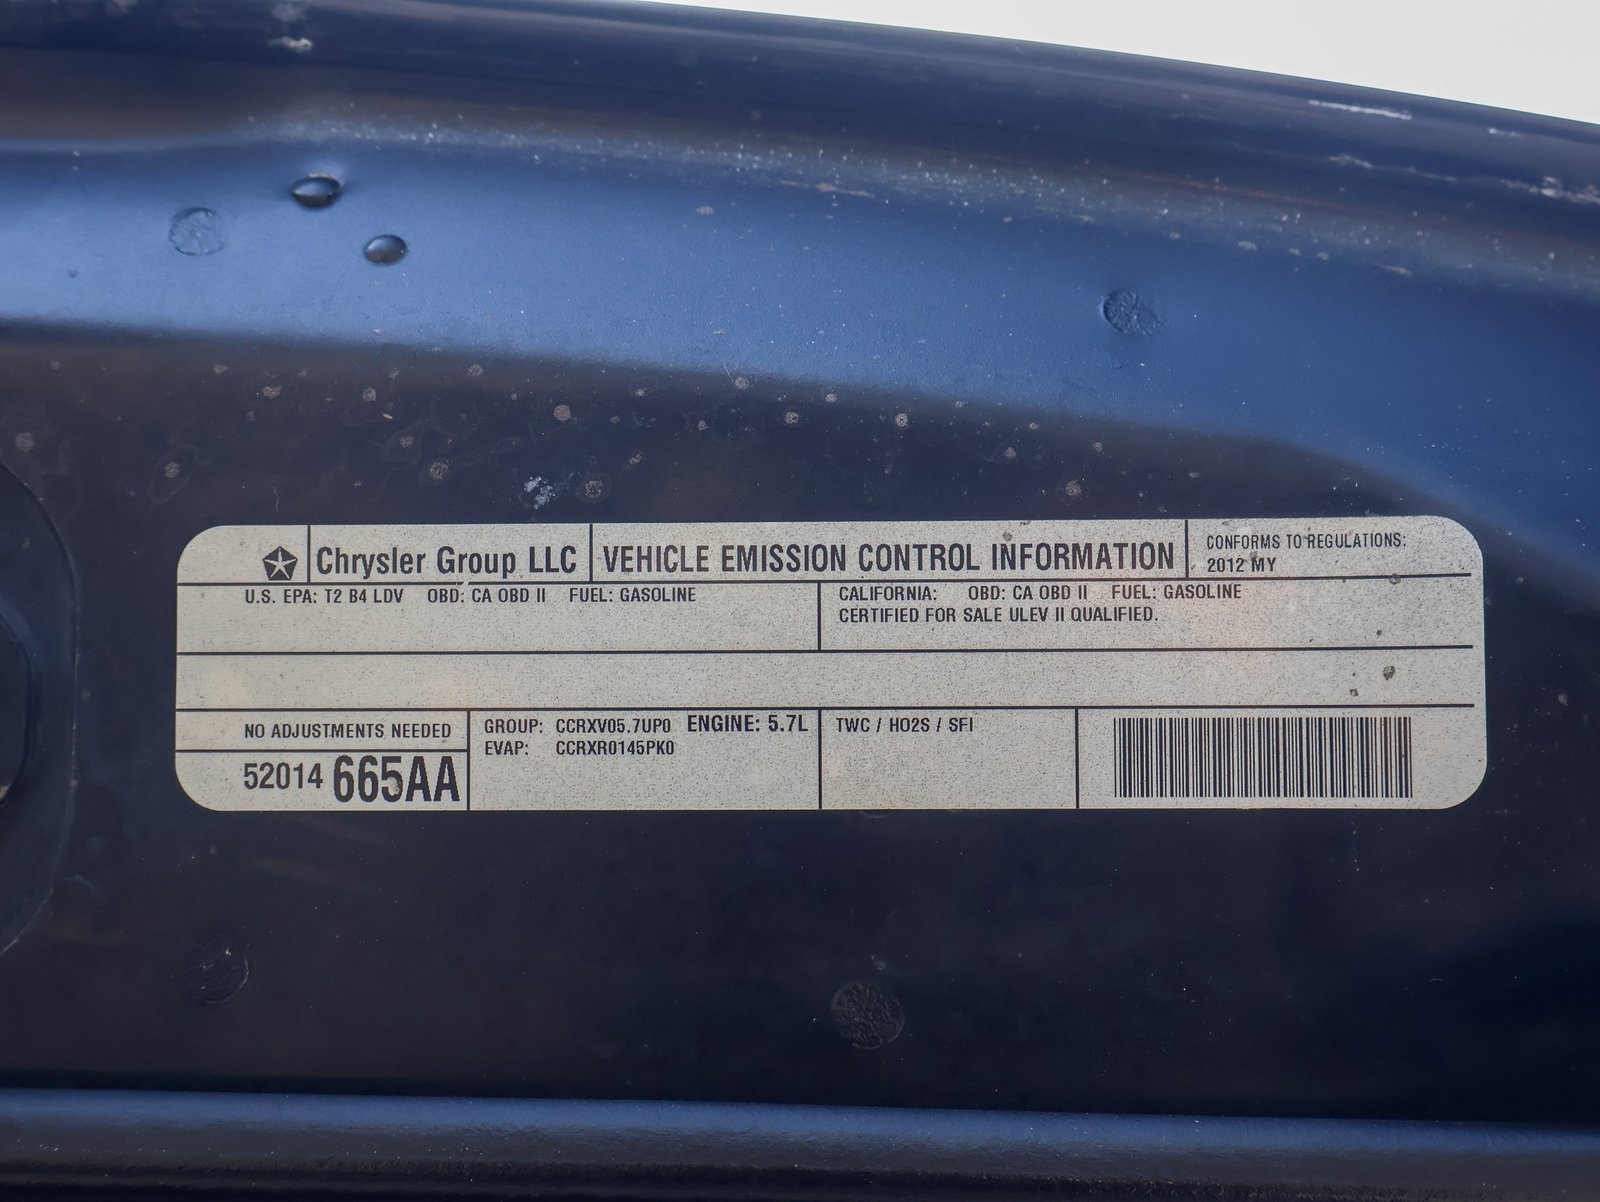 Chrysler Group LLC
VEHICLE EMISSION CONTROL INFORMATION
CONFORMS TO REGULATIONS:
2012 MY
U.S. EPA: T2 B4 LDV OBD: CA OBD II FUEL: GASOLINE
CALIFORNIA: OBD: CA OBD II FUEL: GASOLINE
CERTIFIED FOR SALE ULEV II QUALIFIED.
NO ADJUSTMENTS NEEDED
52014 665AA
GROUP: CCRXV05.7UP0 ENGINE: 5.7L
EVAP: CCRXR0145PK0
TWC / HO2S / SFI